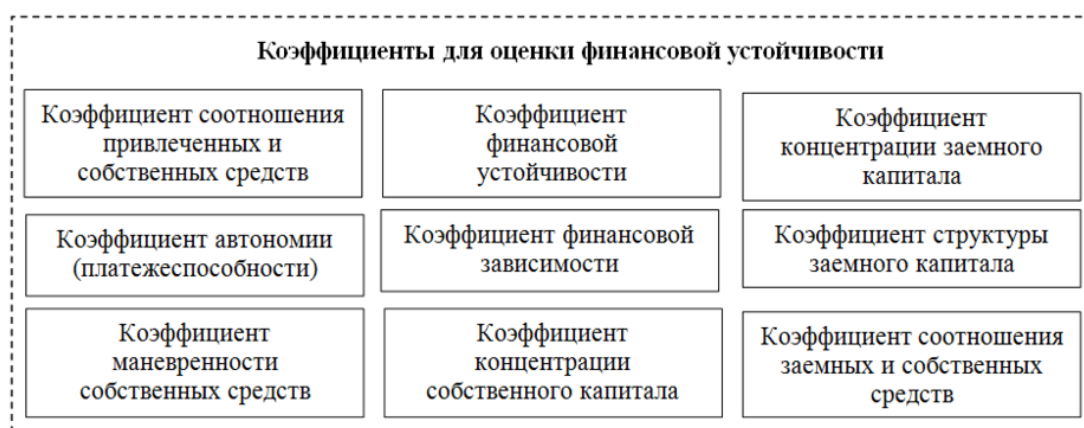 Коэффициенты для оценки финансовой устойчивости
Коэффициент соотношения
привлеченных и
собственных средств
Коэффициент
финансовой
устойчивости
Коэффициент
концентрации заемного
капитала
Коэффициент автономии
(платежеспособности)
Коэффициент финансовой
зависимости
Коэффициент структуры
заемного капитала
Коэффициент
маневренности
собственных средств
Коэффициент
концентрации
собственного капитала
Коэффициент соотношения
заемных и собственных
средств